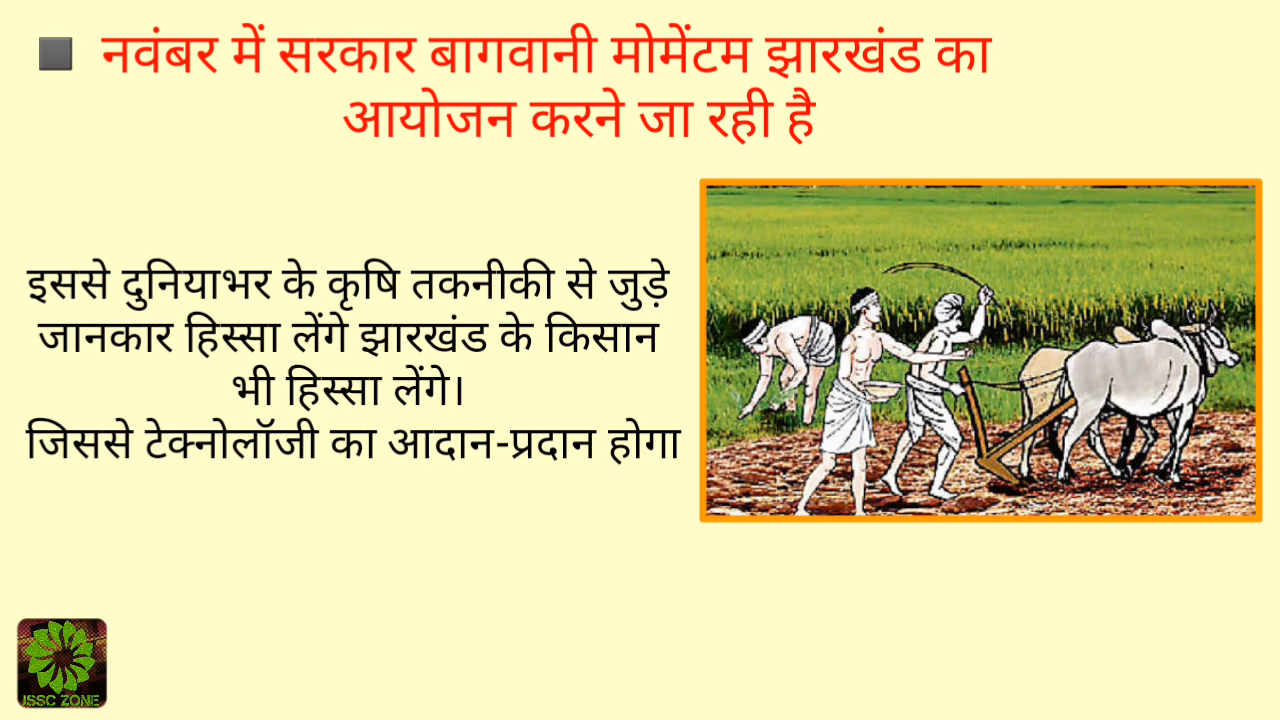 नवंबर में सरकार बागवानी मोमेंटम झारखंड का
आयोजन करने जा रही है
इससे दुनियाभर के कृषि तकनीकी से जुड़े
जानकार हिस्सा लेंगे झारखंड के किसान
भी हिस्सा लेंगे।
जिससे टेक्नोलॉजी का आदान-प्रदान होगा
JSSC ZONE